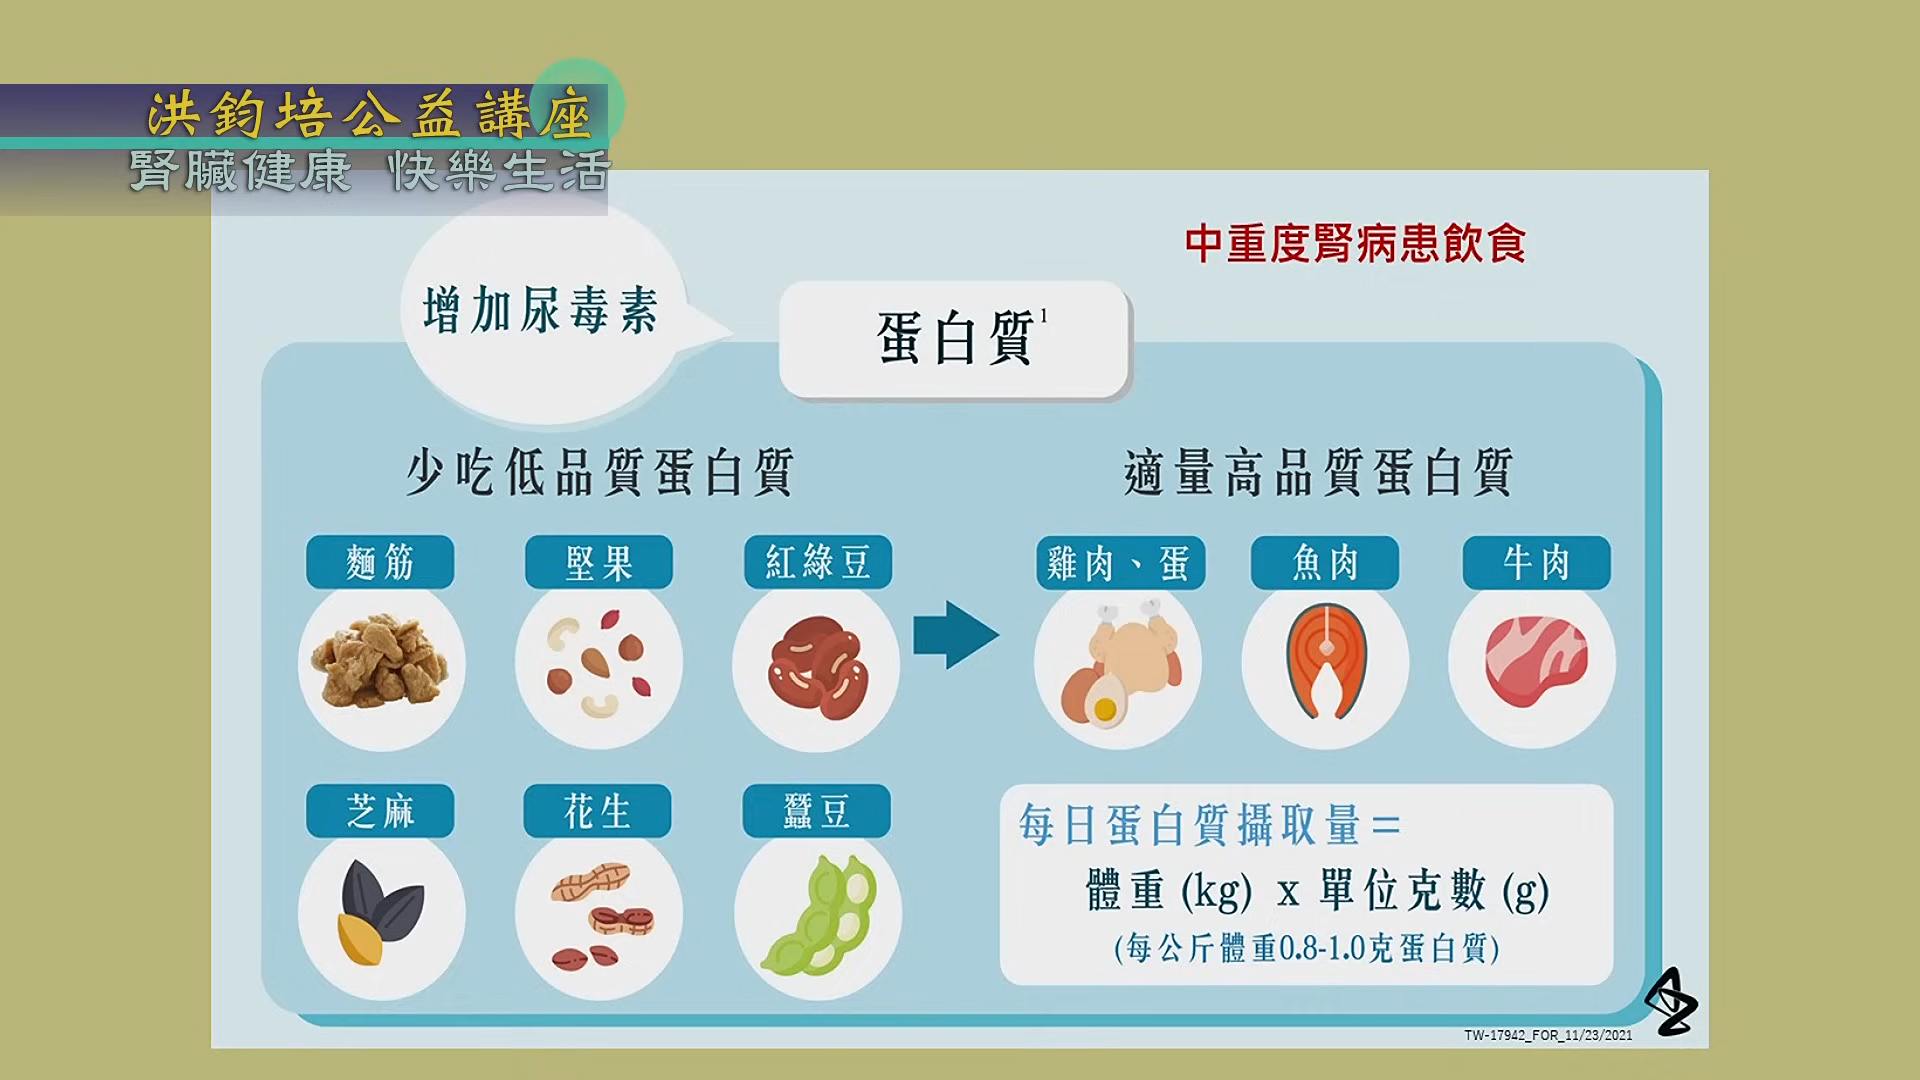 洪鈞培公益講座
腎臟健康 快樂生活
中重度腎病患飲食
增加尿毒素
蛋白質1
少吃低品質蛋白質
適量高品質蛋白質
麵筋
堅果
紅綠豆
雞肉、蛋
魚肉
牛肉
芝麻
花生
蠶豆
每日蛋白質攝取量=
體重(kg) x 單位克數(g)
(每公斤體重0.8-1.0克蛋白質)
TW-17942_FOR_11/23/2021